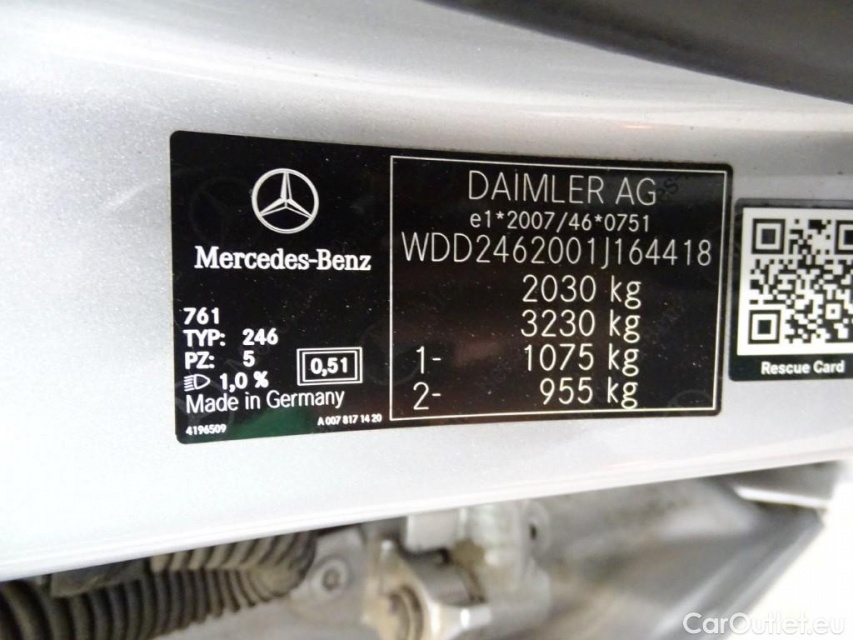 Mercedes-Benz
761
TYP: 246
PZ: 5
1,0 %
0,51
Made in Germany
4196509
A 007 817 14 20
DAIMLER AG
e1*2007/46*0751
WDD2462001J164418
2030 kg
3230 kg
1- 1075 kg
2- 955 kg
Rescue Card
CarOutlet.eu